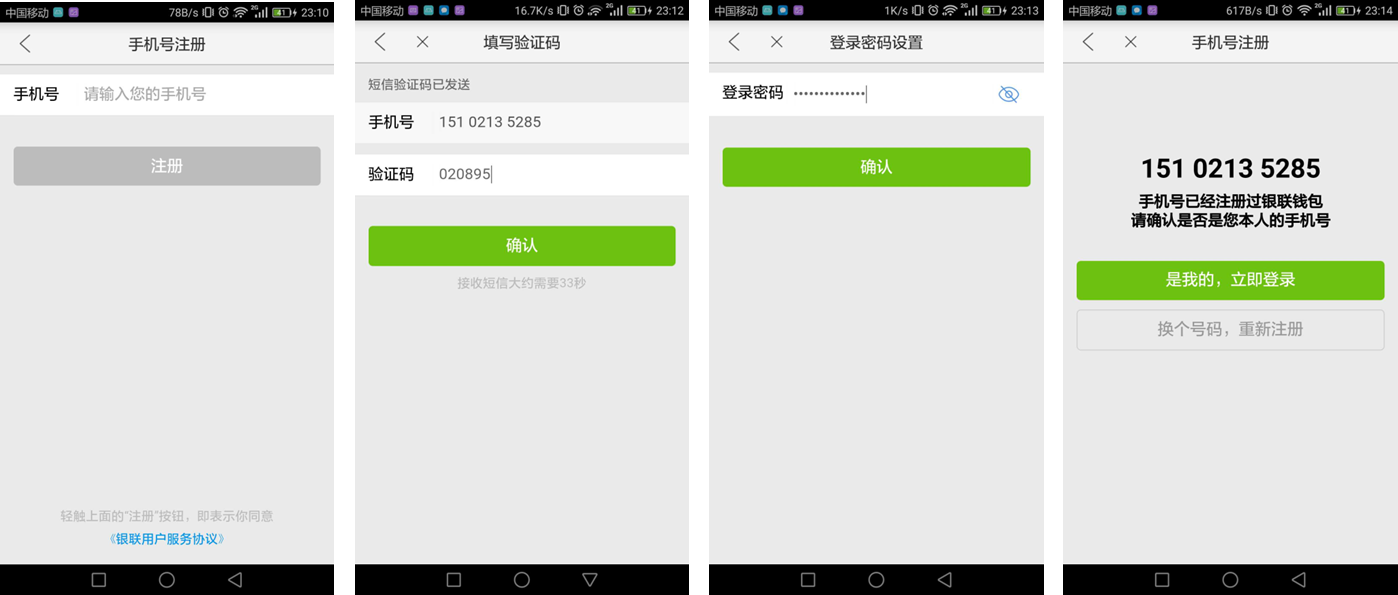 中国移动 78B/s 2G 41 23:10
手机号注册
手机号 请输入您的手机号
注册
轻触上面的“注册”按钮，即表示你同意
《银联用户服务协议》
中国移动 16.7K/s 2G 41 23:12
填写验证码
短信验证码已发送
手机号 151 0213 5285
验证码 020895
确认
接收短信大约需要33秒
中国移动 1K/s 2G 41 23:13
登录密码设置
登录密码 ••••••••••••••
确认
中国移动 617B/s 2G 41 23:14
手机号注册
151 0213 5285
手机号已经注册过银联钱包
请确认是否是您本人的手机号
是我的，立即登录
换个号码，重新注册